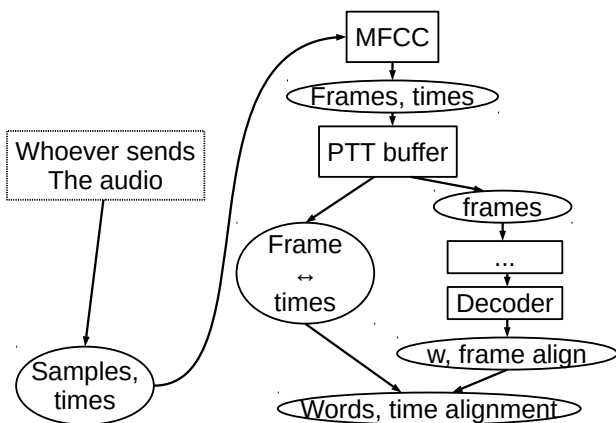 MFCC
Frames, times
PTT buffer
Whoever sends
The audio
frames
Frame
↔
times
...
Decoder
w, frame align
Samples,
times
Words, time alignment